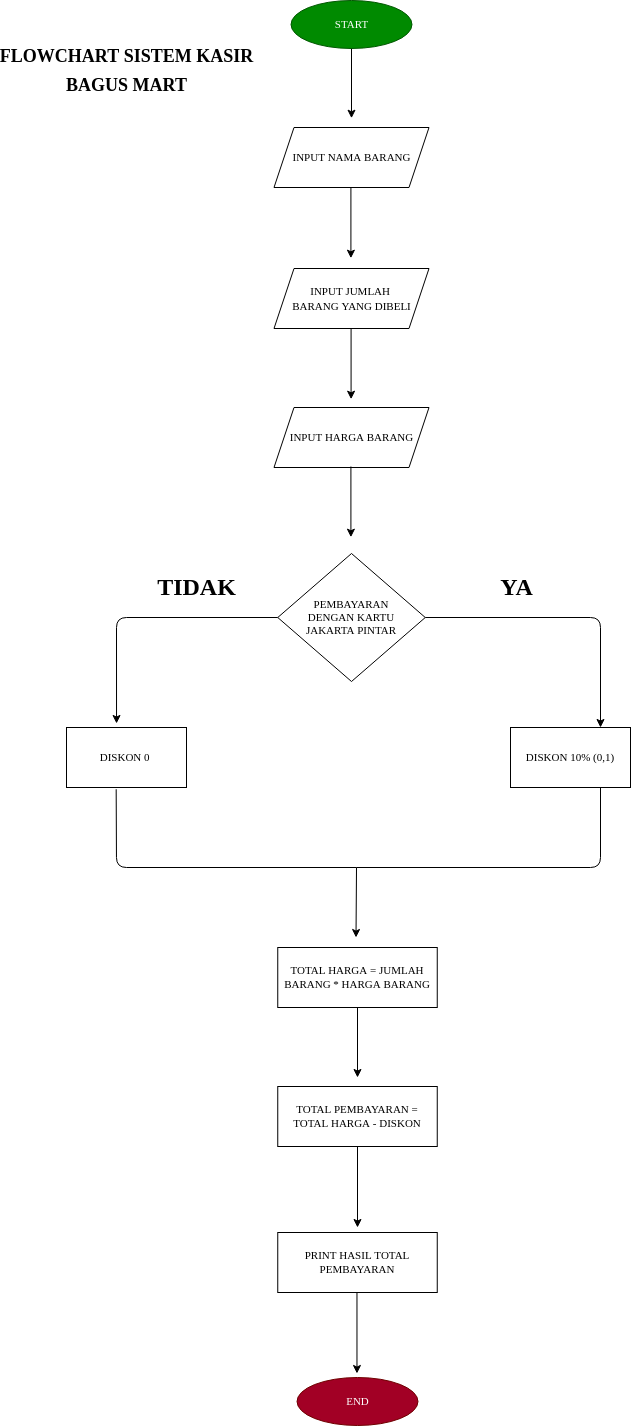 START
FLOWCHART SISTEM KASIR
BAGUS MART
INPUT NAMA BARANG
INPUT JUMLAH
BARANG YANG DIBELI
INPUT HARGA BARANG
TIDAK
YA
PEMBAYARAN
DENGAN KARTU
JAKARTA PINTAR
DISKON 0
DISKON 10% (0,1)
TOTAL HARGA = JUMLAH
BARANG * HARGA BARANG
TOTAL PEMBAYARAN =
TOTAL HARGA - DISKON
PRINT HASIL TOTAL
PEMBAYARAN
END